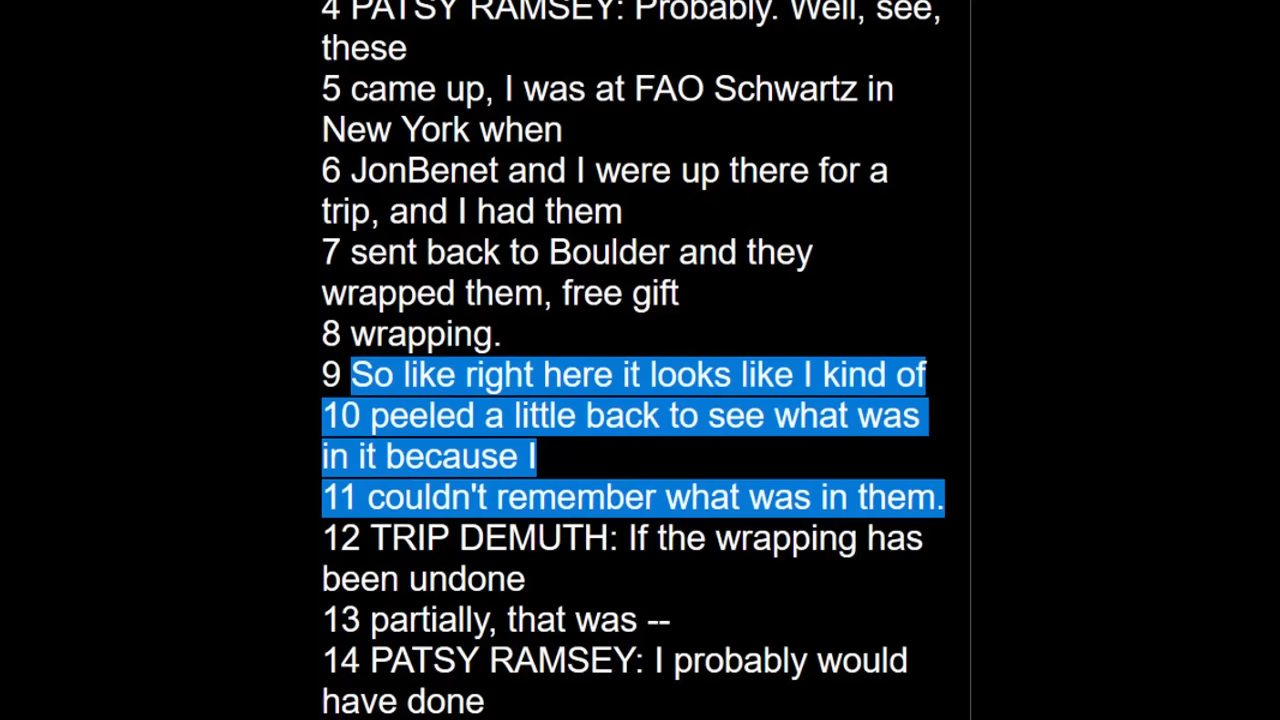 4 PATSY RAMSEY: Probably. Well, see,
these
5 came up, I was at FAO Schwartz in
New York when
6 JonBenet and I were up there for a
trip, and I had them
7 sent back to Boulder and they
wrapped them, free gift
8 wrapping.
9 So like right here it looks like I kind of
10 peeled a little back to see what was
in it because I
11 couldn't remember what was in them.
12 TRIP DEMUTH: If the wrapping has
been undone
13 partially, that was --
14 PATSY RAMSEY: I probably would
have done